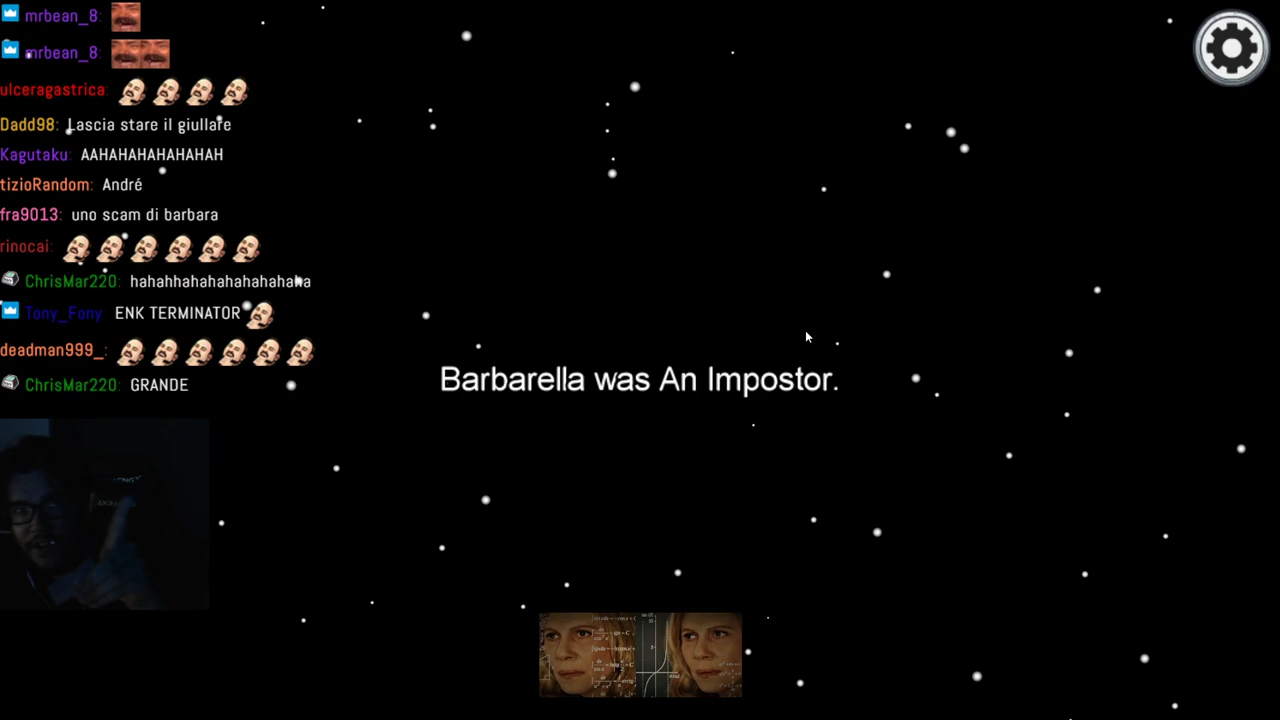 mrbean_8:
mrbean_8:
ulceragastrica:
Dadd98: Lascia stare il giullare
Kagutaku: AAHAHAHAHAHAHAH
tizioRandom: André
fra9013: uno scam di barbara
rinocai:
ChrisMar220: hahahhahahahahahahaha
Tony_Fony: ENK TERMINATOR
deadman999_:
ChrisMar220: GRANDE
Barbarella was An Impostor.